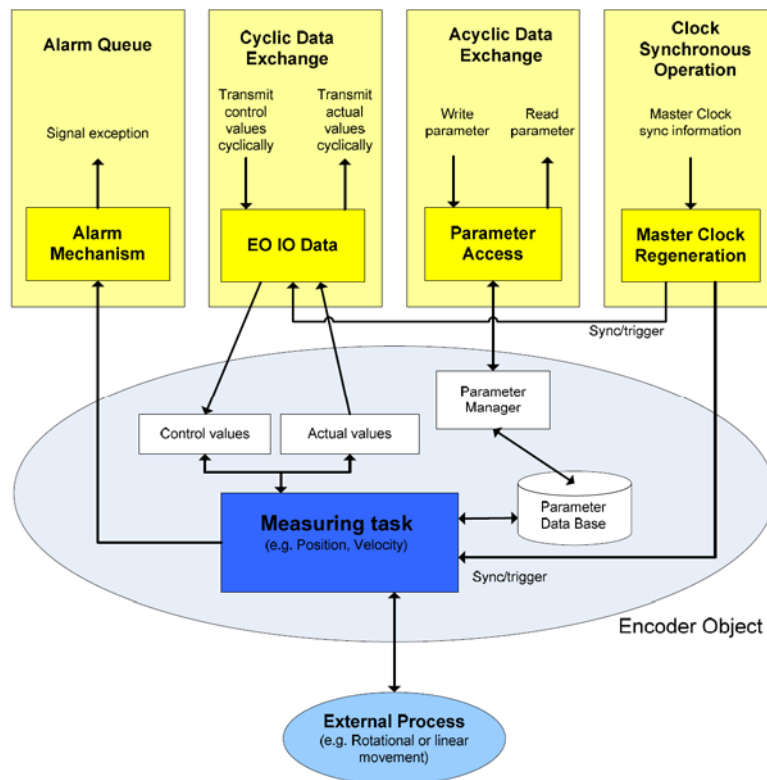 Alarm Queue
Signal exception
Alarm
Mechanism
Cyclic Data
Exchange
Transmit
control
values
cyclically
Transmit
actual
values
cyclically
EO IO Data
Acyclic Data
Exchange
Write
parameter
Read
parameter
Parameter
Access
Clock
Synchronous
Operation
Master Clock
sync information
Master Clock
Regeneration
Sync/trigger
Parameter
Manager
Control values
Actual values
Parameter
Data Base
Measuring task
(e.g. Position, Velocity)
Sync/trigger
Encoder Object
External Process
(e.g. Rotational or linear
movement)